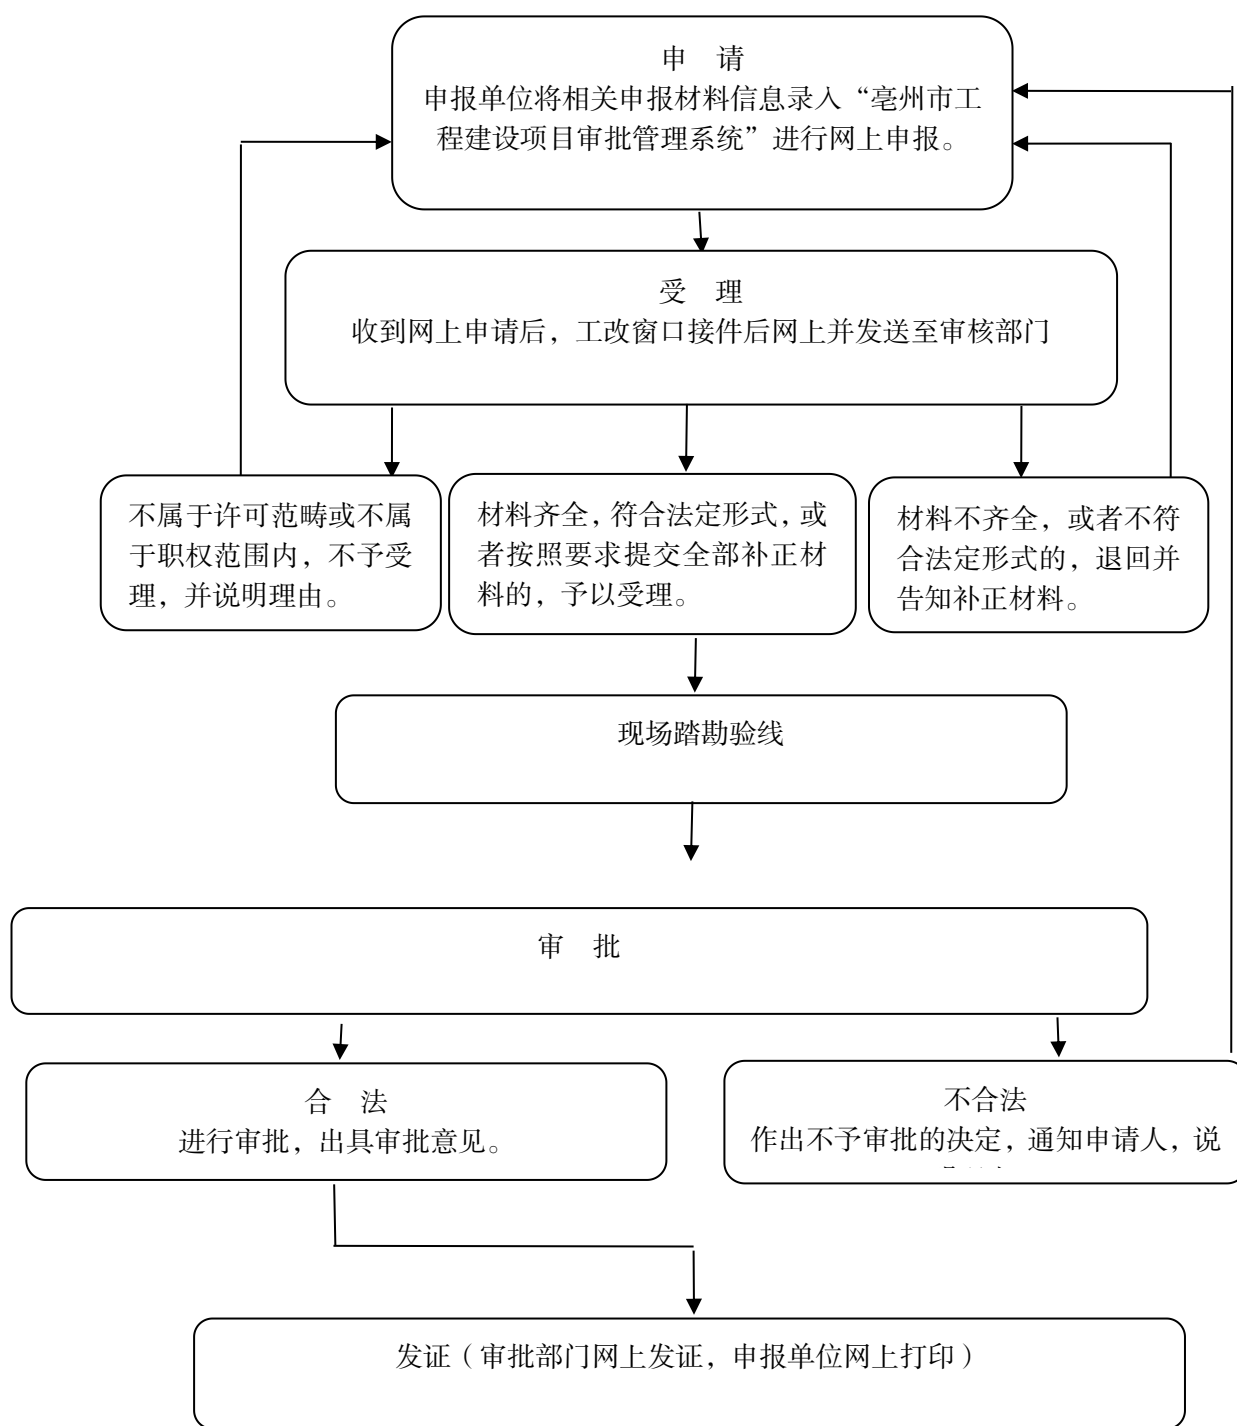 申　请
申报单位将相关申报材料信息录入“亳州市工
程建设项目审批管理系统”进行网上申报。
受　理
收到网上申请后，工改窗口接件后网上并发送至审核部门
不属于许可范畴或不属
于职权范围内，不予受
理，并说明理由。
材料齐全，符合法定形式，或
者按照要求提交全部补正材
料的，予以受理。
材料不齐全，或者不符
合法定形式的，退回并
告知补正材料。
现场踏勘验线
审　批
合　法
进行审批，出具审批意见。
不合法
作出不予审批的决定，通知申请人，说
发证（审批部门网上发证，申报单位网上打印）